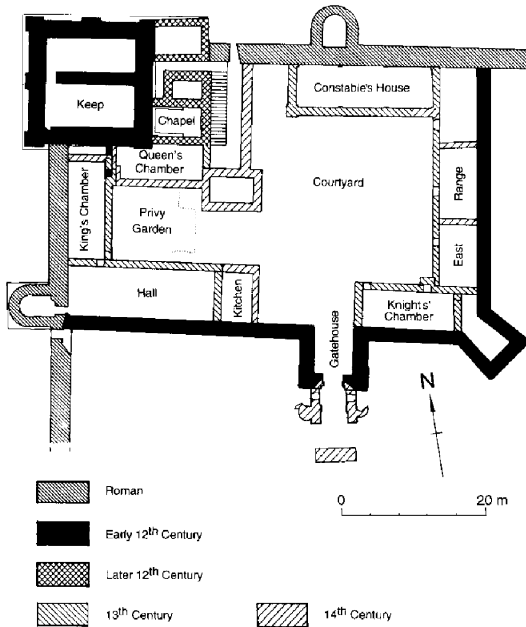 Keep
Chapel
Constable's House
Queen's
Chamber
Courtyard
Range
King's Chamber
Privy
Garden
East
Hall
Kitchen
Gatehouse
Knights'
Chamber
N
Roman
0 20 m
Early 12th Century
Later 12th Century
13th Century
14th Century